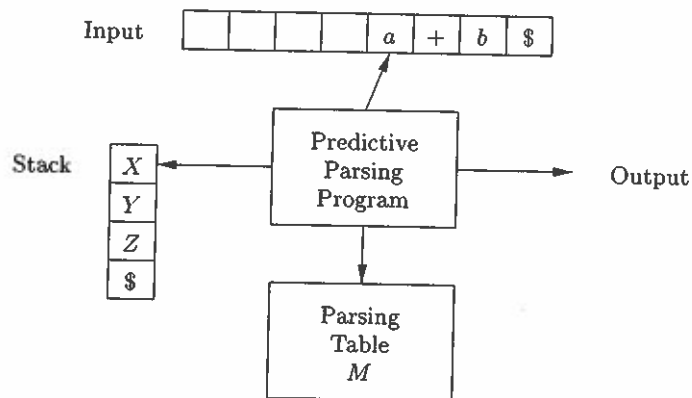 Input
a + b $
Predictive
Parsing
Program
Stack
X
Y
Z
$
Output
Parsing
Table
M